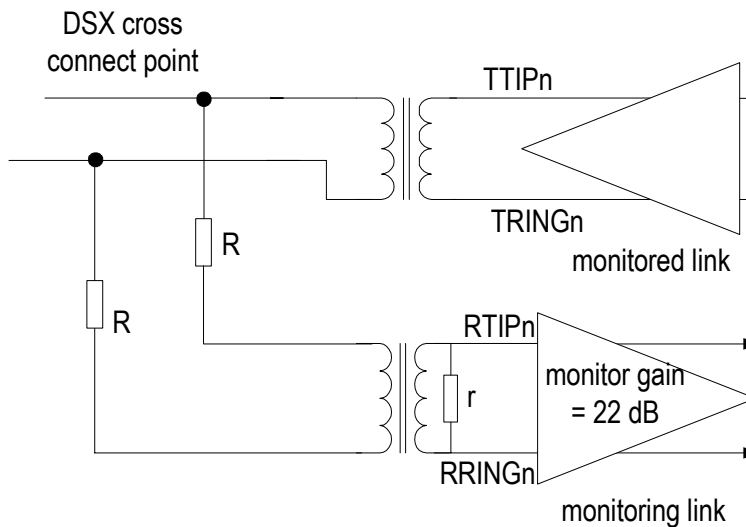 DSX cross
connect point
TTIPn
TRINGn
monitored link
R
R
RTIPn
monitor gain
= 22 dB
r
RRINGn
monitoring link